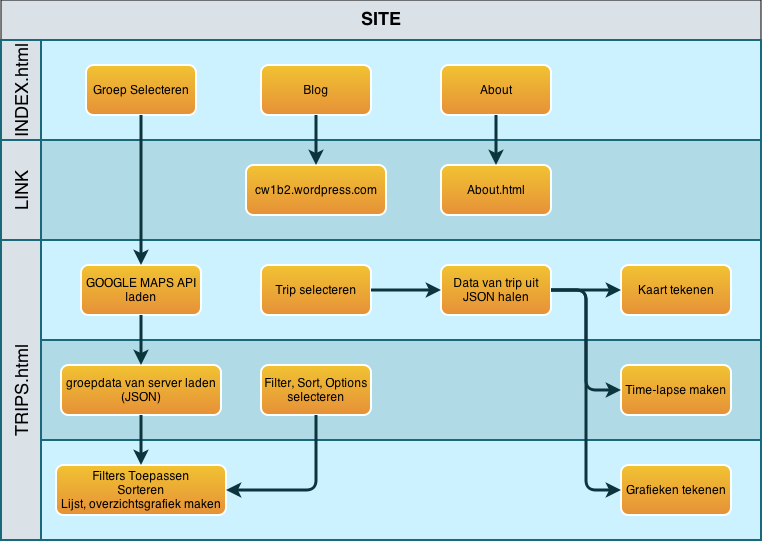 SITE
INDEX.html
Groep Selecteren
Blog
About
LINK
cw1b2.wordpress.com
About.html
TRIPS.html
GOOGLE MAPS API
laden
Trip selecteren
Data van trip uit
JSON halen
Kaart tekenen
groepdata van server laden
(JSON)
Filter, Sort, Options
selecteren
Time-lapse maken
Filters Toepassen
Sorteren
Lijst, overzichtsgrafiek maken
Grafieken tekenen